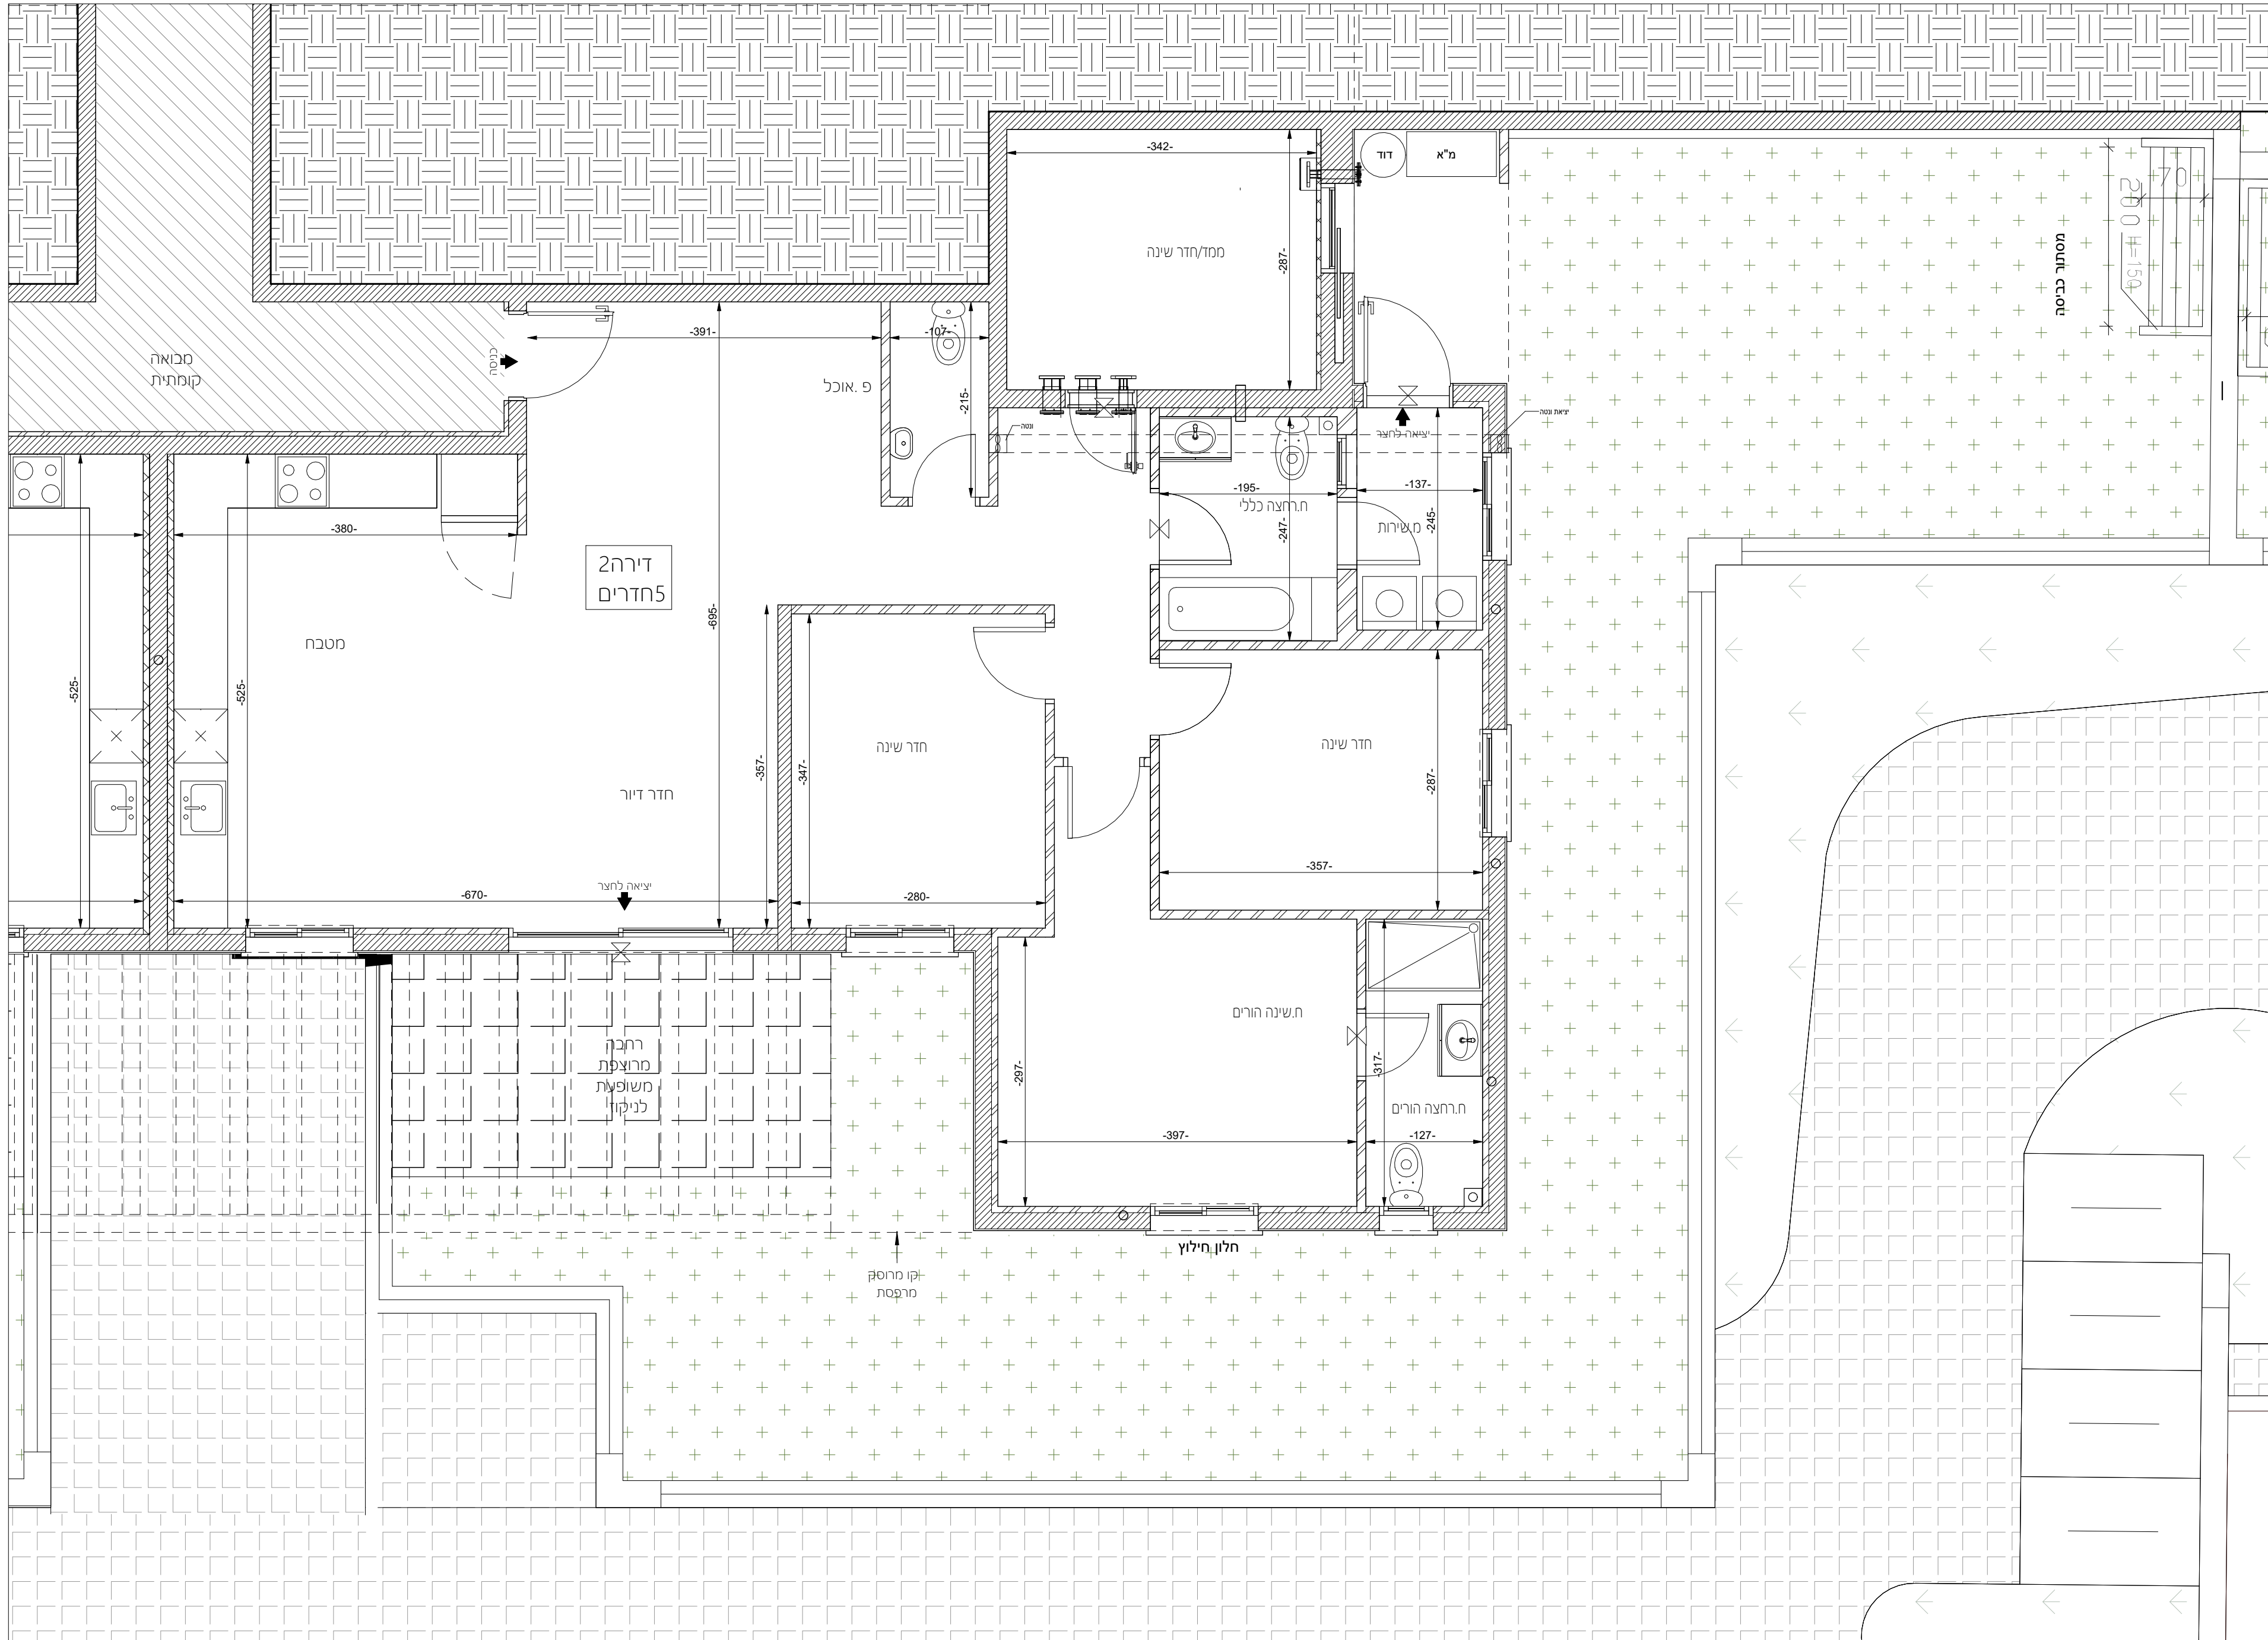 -342-
דוד
מ"א
-287-
ממד/חדר שינה
מסתור כביסה
70
200
H=150
מבואה
קומתית
כניסה
-391-
-107-
-215-
פ .אוכל
ונטה
יציאת ונטה
יציאה לחצר
-195-
ח.רחצה כללי
-247-
-137-
מ.שירות
-245-
-380-
דירה2
5חדרים
-695-
מטבח
-525-
-525-
חדר דיור
-357-
-347-
חדר שינה
חדר שינה
-287-
-357-
-670-
יציאה לחצר
-280-
רחבה
מרוצפת
משופעת
לניקוז
-297-
ח.שינה הורים
-317-
ח.רחצה הורים
-397-
-127-
חלון חילוץ
קו מרוסק
מרפסת